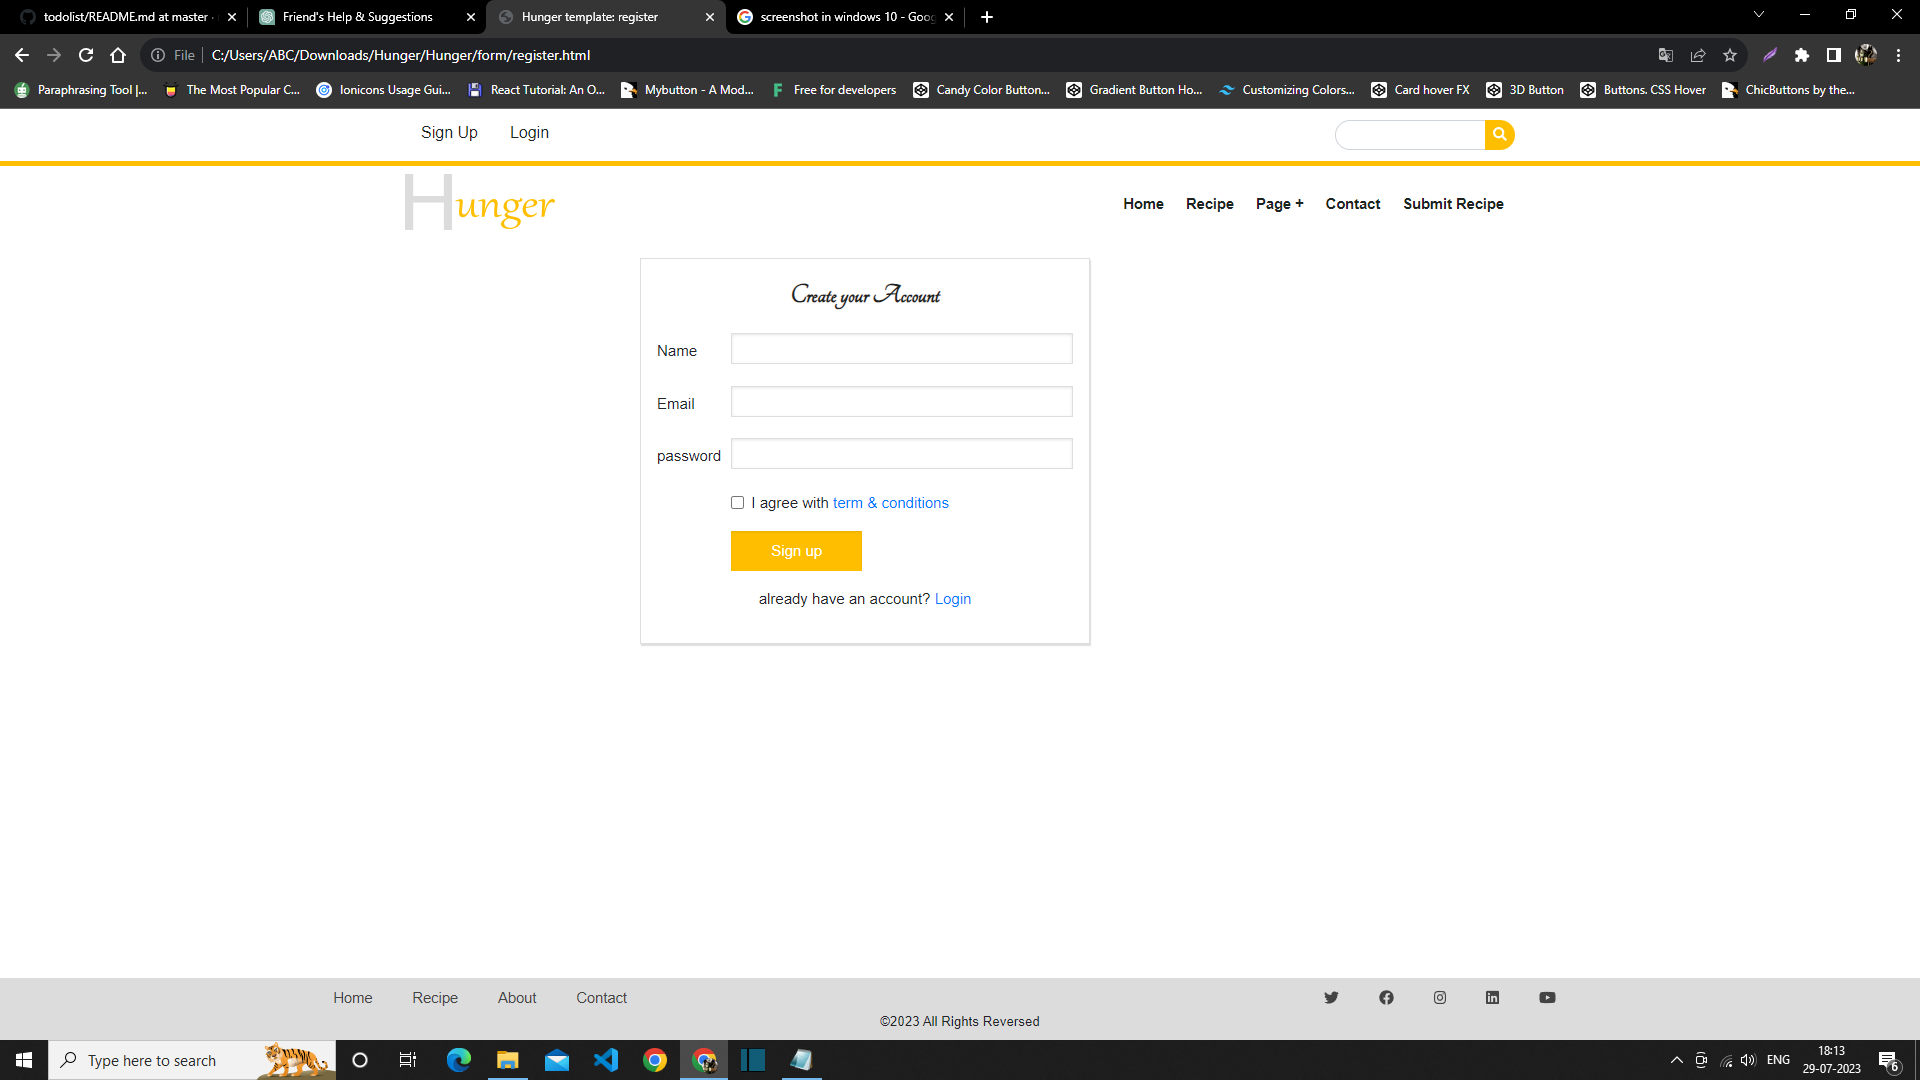 todolist/README.md at master ·
Friend's Help & Suggestions
Hunger template: register
screenshot in windows 10 - Goo
File
C:/Users/ABC/Downloads/Hunger/Hunger/form/register.html
Paraphrasing Tool |...
The Most Popular C...
Ionicons Usage Gui...
React Tutorial: An O...
Mybutton - A Mod...
Free for developers
Candy Color Button...
Gradient Button Ho...
Customizing Colors...
Card hover FX
3D Button
Buttons. CSS Hover
ChicButtons by the...
Sign Up
Login
Hunger
Home
Recipe
Page +
Contact
Submit Recipe
Create your Account
Name
Email
password
I agree with term & conditions
Sign up
already have an account? Login
Home
Recipe
About
Contact
©2023 All Rights Reversed
Type here to search
ENG
18:13
29-07-2023
6